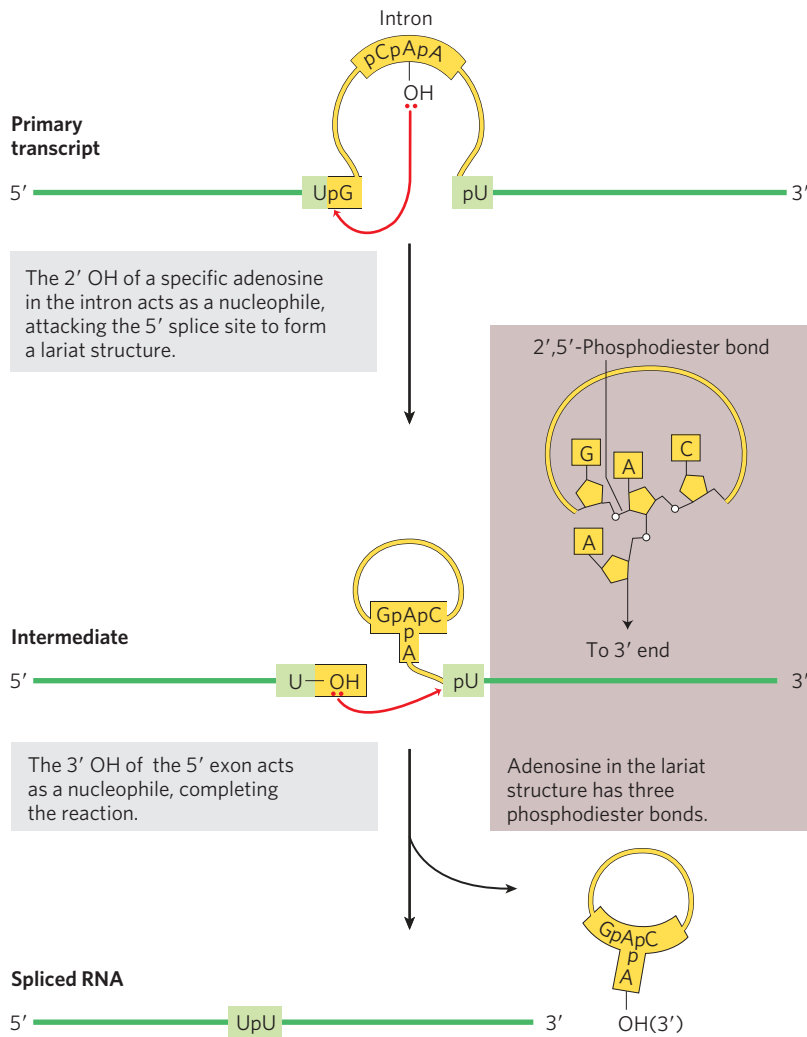 Intron
pCpApA
OH
Primary
transcript
5′
UpG
pU
3′
The 2′ OH of a specific adenosine
in the intron acts as a nucleophile,
attacking the 5′ splice site to form
a lariat structure.
2′,5′-Phosphodiester bond
G
A
C
A
To 3′ end
Adenosine in the lariat
structure has three
phosphodiester bonds.
Intermediate
GpApC
p
A
5′
U
OH
pU
3′
The 3′ OH of the 5′ exon acts
as a nucleophile, completing
the reaction.
GpApC
p
A
OH(3′)
Spliced RNA
5′
UpU
3′